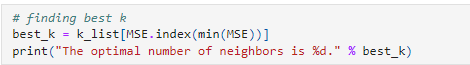 # finding best k
best_k = k_list[MSE.index(min(MSE))]
print("The optimal number of neighbors is %d." % best_k)